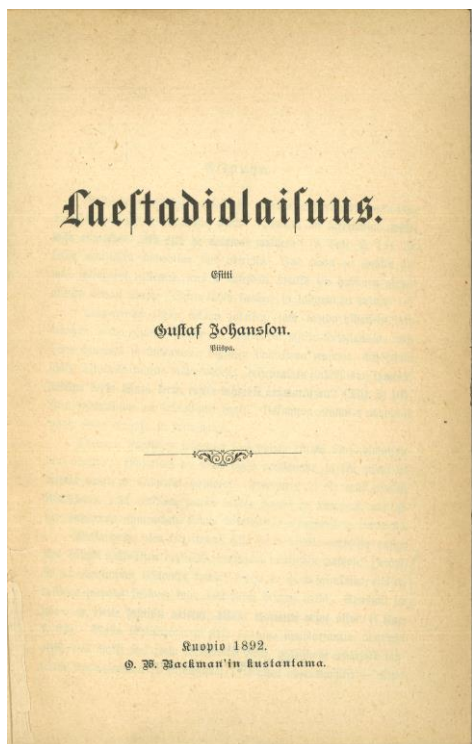 Laestadiolaisuus.
Esitti
Gustaf Johansson.
Piispa.
Kuopio 1892.
O. W. Backman'in kustantama.